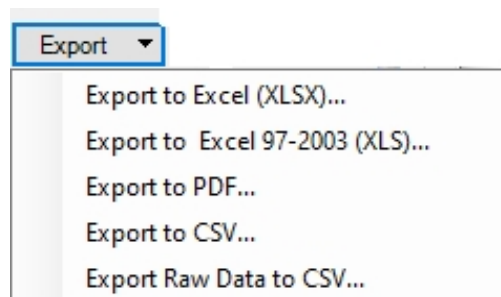 Export
Export to Excel (XLSX)...
Export to  Excel 97-2003 (XLS)...
Export to PDF...
Export to CSV...
Export Raw Data to CSV...